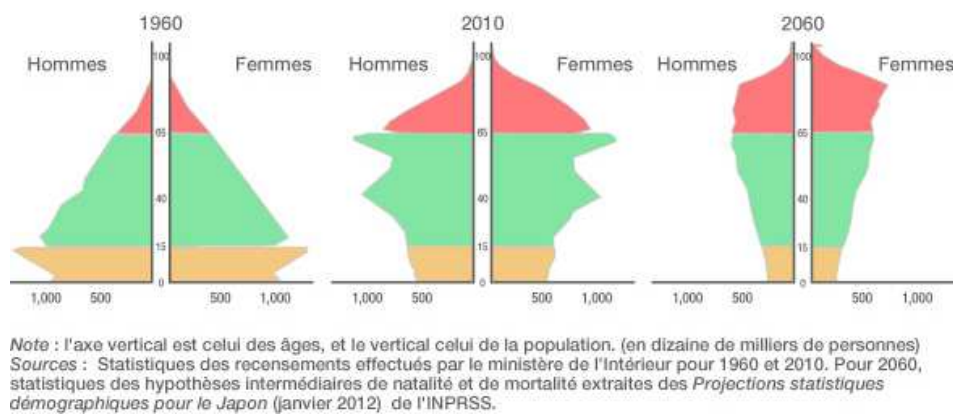 1960
2010
2060
Hommes
Femmes
Hommes
Femmes
Hommes
Femmes
100
65
40
15
0
100
65
40
15
0
100
65
40
15
0
1,000 500 500 1,000
1,000 500 500 1,000
1,000 500 500 1,000
Note : l'axe vertical est celui des âges, et le vertical celui de la population. (en dizaine de milliers de personnes)
Sources : Statistiques des recensements effectués par le ministère de l'Intérieur pour 1960 et 2010. Pour 2060,
statistiques des hypothèses intermédiaires de natalité et de mortalité extraites des Projections statistiques
démographiques pour le Japon (janvier 2012) de l'INPRSS.